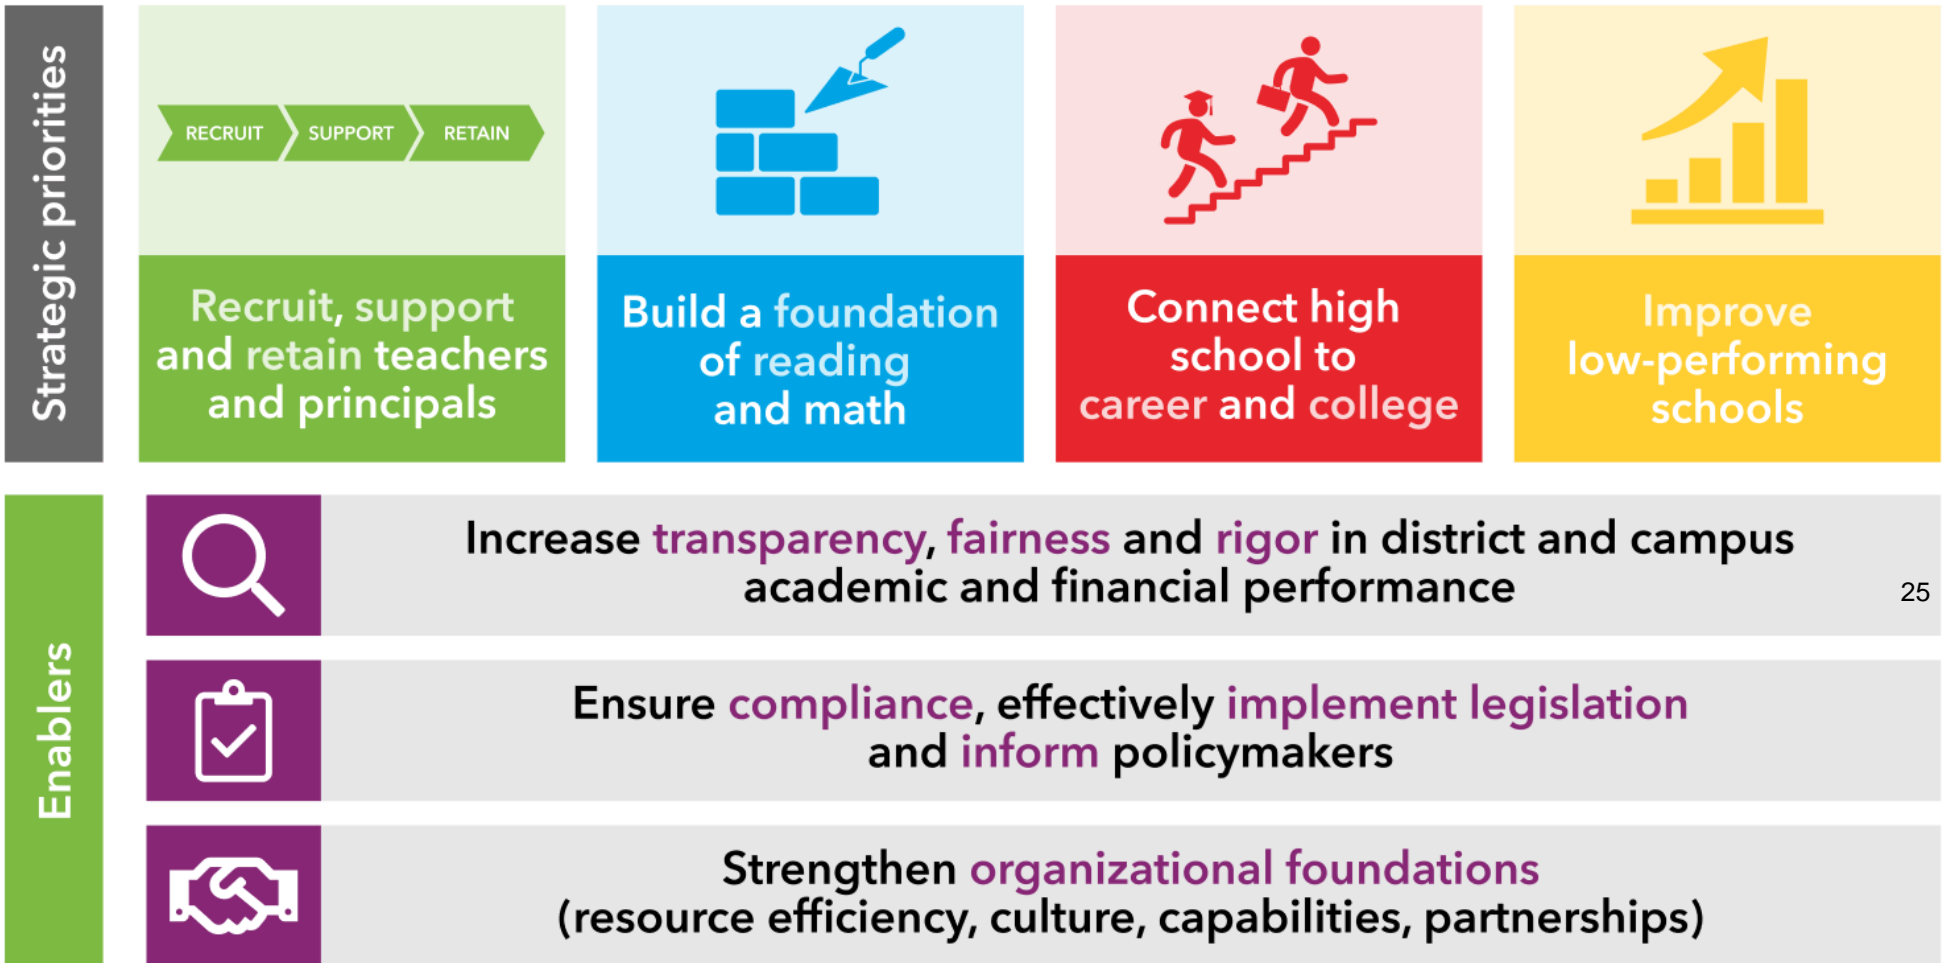 Strategic priorities
RECRUIT
SUPPORT
RETAIN
Recruit, support
and retain teachers
and principals
Build a foundation
of reading
and math
Connect high
school to
career and college
Improve
low-performing
schools
Enablers
Increase transparency, fairness and rigor in district and campus
academic and financial performance
25
Ensure compliance, effectively implement legislation
and inform policymakers
Strengthen organizational foundations
(resource efficiency, culture, capabilities, partnerships)